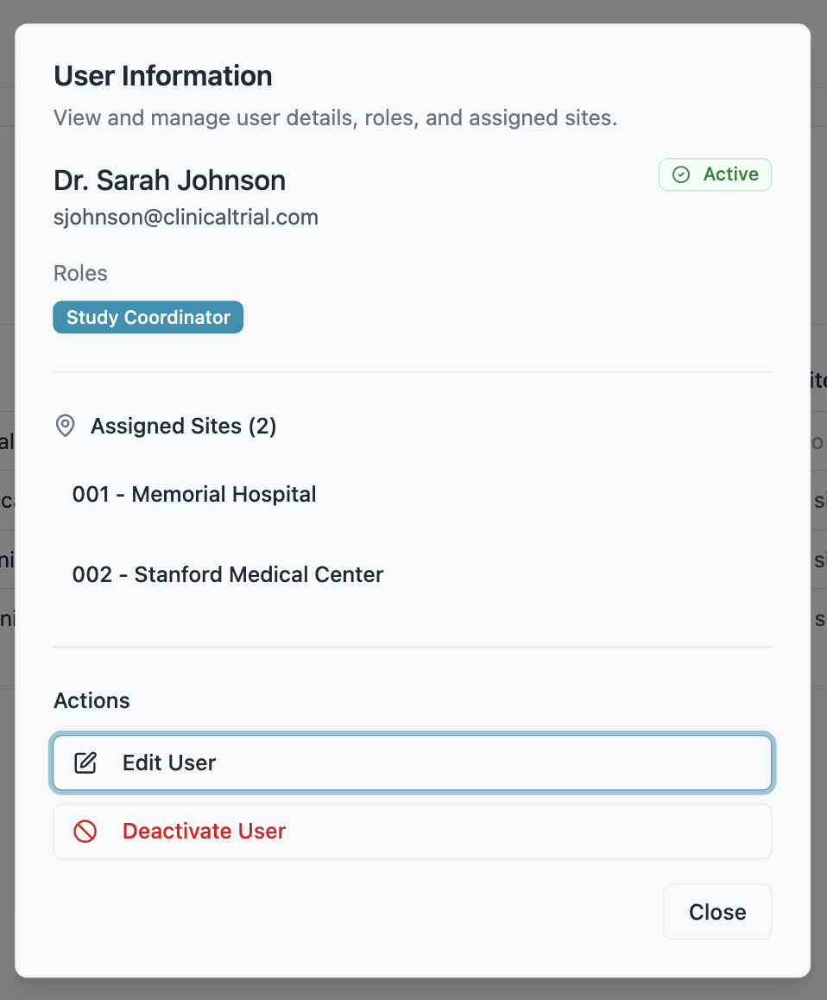 User Information
View and manage user details, roles, and assigned sites.
Dr. Sarah Johnson
Active
sjohnson@clinicaltrial.com
Roles
Study Coordinator
Assigned Sites (2)
001 - Memorial Hospital
002 - Stanford Medical Center
Actions
Edit User
Deactivate User
Close